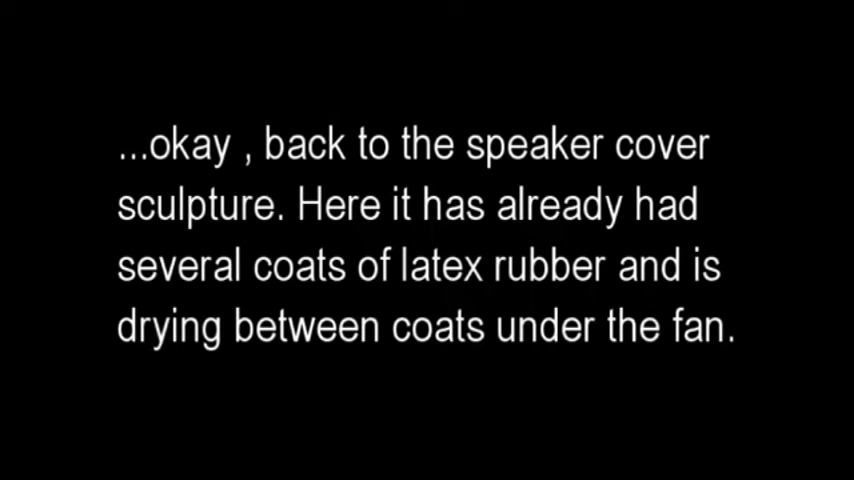 ...okay , back to the speaker cover
sculpture. Here it has already had
several coats of latex rubber and is
drying between coats under the fan.